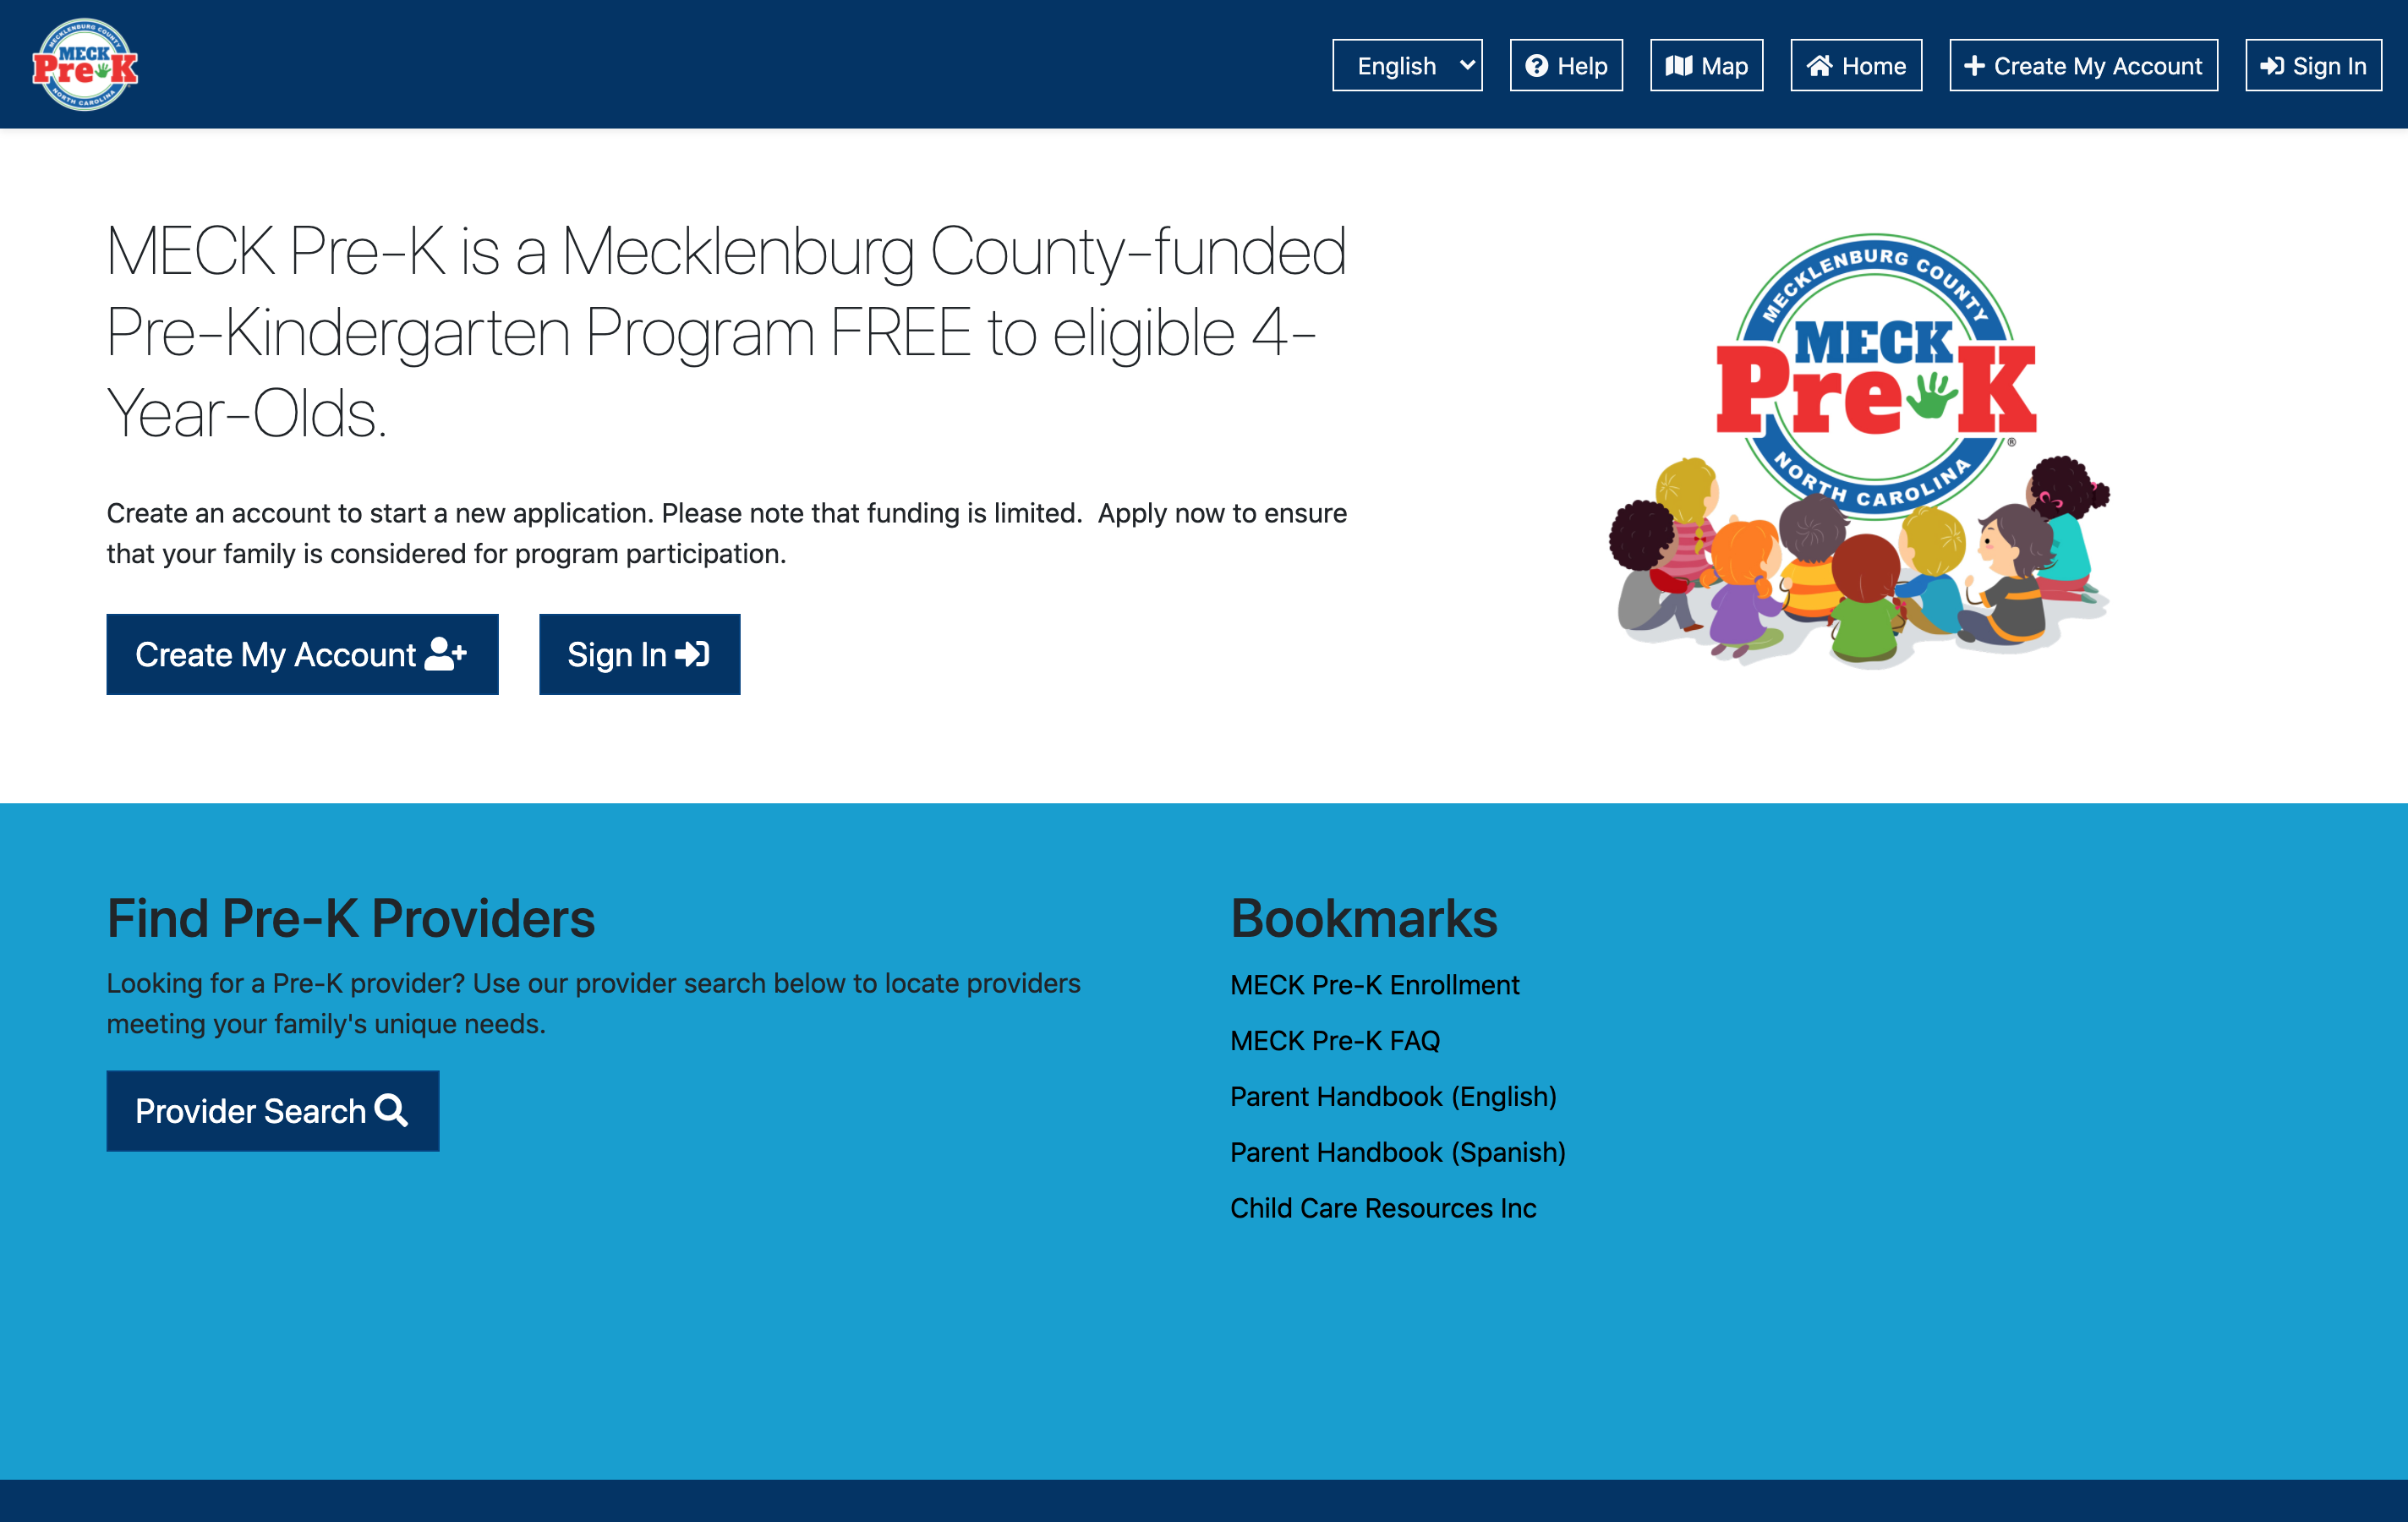 MECKLENBURG COUNTY
MECK
Pre-K
NORTH CAROLINA
English
Help
Map
Home
Create My Account
Sign In
MECK Pre-K is a Mecklenburg County-funded
Pre-Kindergarten Program FREE to eligible 4-
Year-Olds.
Create an account to start a new application. Please note that funding is limited.  Apply now to ensure
that your family is considered for program participation.
Create My Account
Sign In
MECKLENBURG COUNTY
MECK
Pre-K
®
NORTH CAROLINA
Find Pre-K Providers
Looking for a Pre-K provider? Use our provider search below to locate providers
meeting your family's unique needs.
Provider Search
Bookmarks
MECK Pre-K Enrollment
MECK Pre-K FAQ
Parent Handbook (English)
Parent Handbook (Spanish)
Child Care Resources Inc